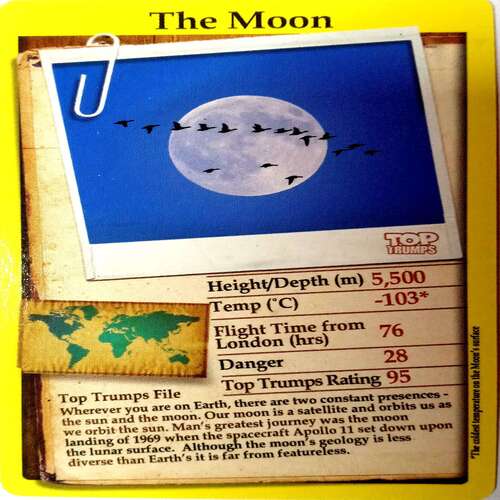 The Moon
TOP
TRUMPS
Height/Depth (m) 5,500
Temp (°C) -103*
Flight Time from
London (hrs) 76
Danger 28
Top Trumps Rating 95
Top Trumps File
Wherever you are on Earth, there are two constant presences -
the sun and the moon. Our moon is a satellite and orbits us as
we orbit the sun. Man's greatest journey was the moon
landing of 1969 when the spacecraft Apollo 11 set down upon
the lunar surface. Although the moon's geology is less
diverse than Earth's it is far from featureless.
*The coldest temperature on the Moon's surface